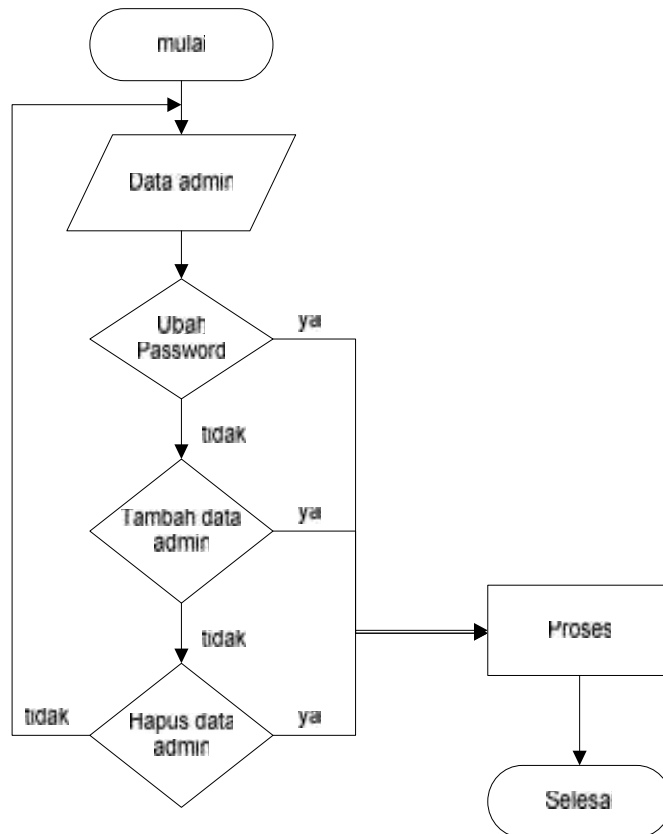 mulai
Data admin
Ubah
Password
ya
tidak
Tambah data
admin
ya
tidak
Hapus data
admin
ya
tidak
Proses
Selesai